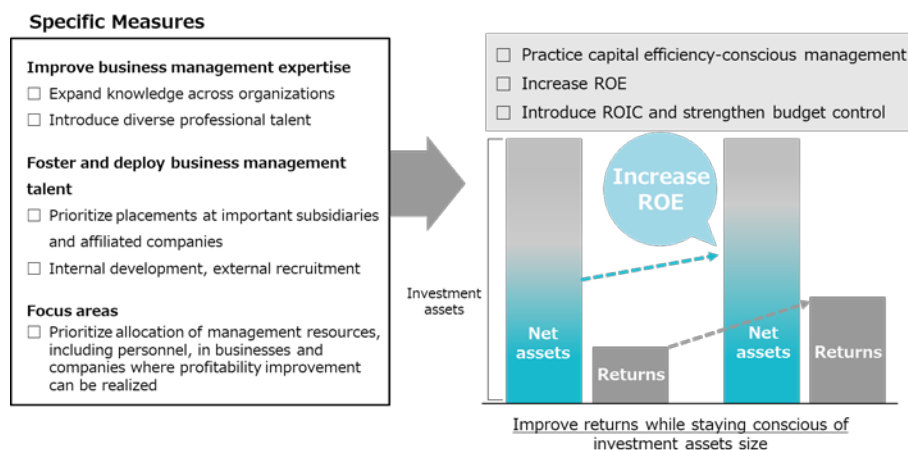 Specific Measures
Improve business management expertise
☐ Expand knowledge across organizations
☐ Introduce diverse professional talent
Foster and deploy business management
talent
☐ Prioritize placements at important subsidiaries
and affiliated companies
☐ Internal development, external recruitment
Focus areas
☐ Prioritize allocation of management resources,
including personnel, in businesses and
companies where profitability improvement
can be realized
☐ Practice capital efficiency-conscious management
☐ Increase ROE
☐ Introduce ROIC and strengthen budget control
Increase
ROE
Investment
assets
Net
assets
Returns
Net
assets
Returns
Improve returns while staying conscious of
investment assets size